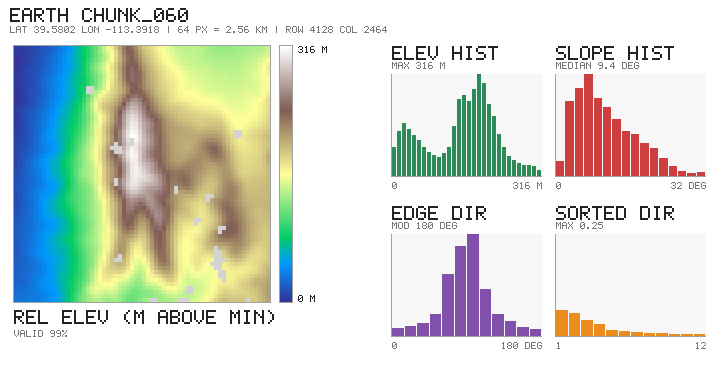 EARTH CHUNK_060
LAT 39.5802 LON -113.3918 | 64 PX = 2.56 KM | ROW 4128 COL 2464
316 M
0 M
REL ELEV (M ABOVE MIN)
VALID 99%
ELEV HIST
MAX 316 M
0 316 M
SLOPE HIST
MEDIAN 9.4 DEG
0 32 DEG
EDGE DIR
MOD 180 DEG
0 180 DEG
SORTED DIR
MAX 0.25
1 12